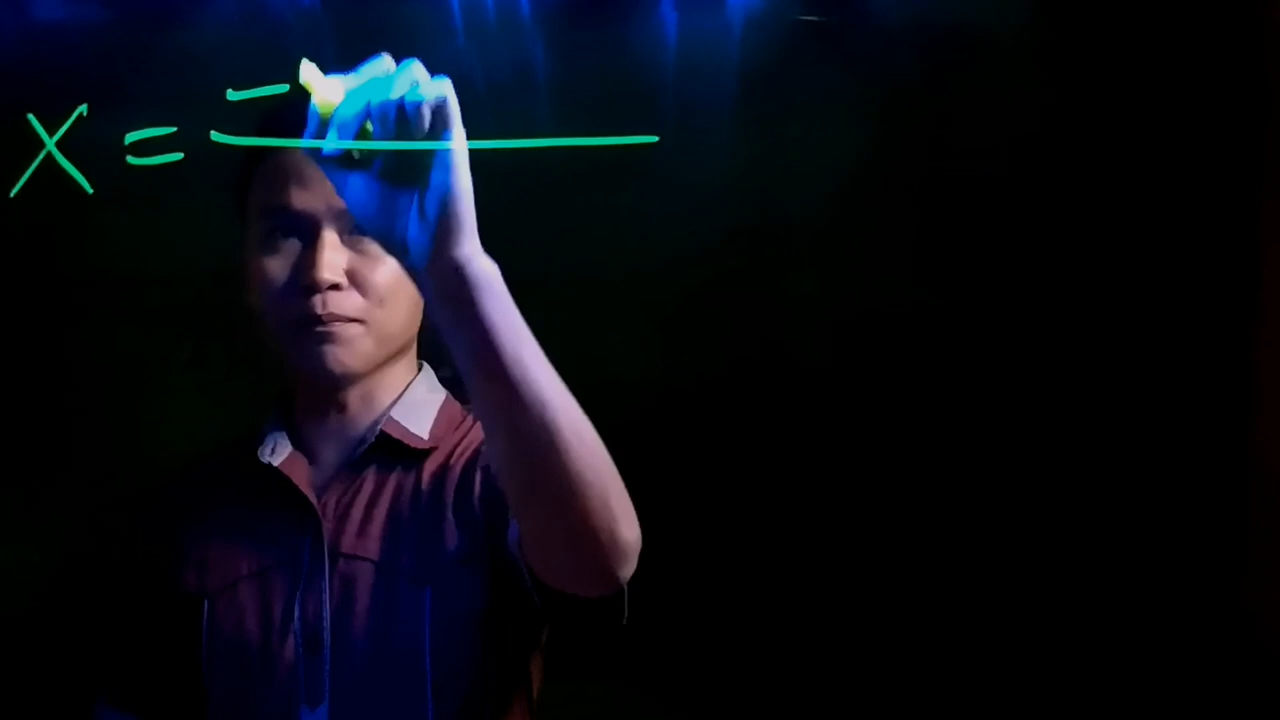 X = -